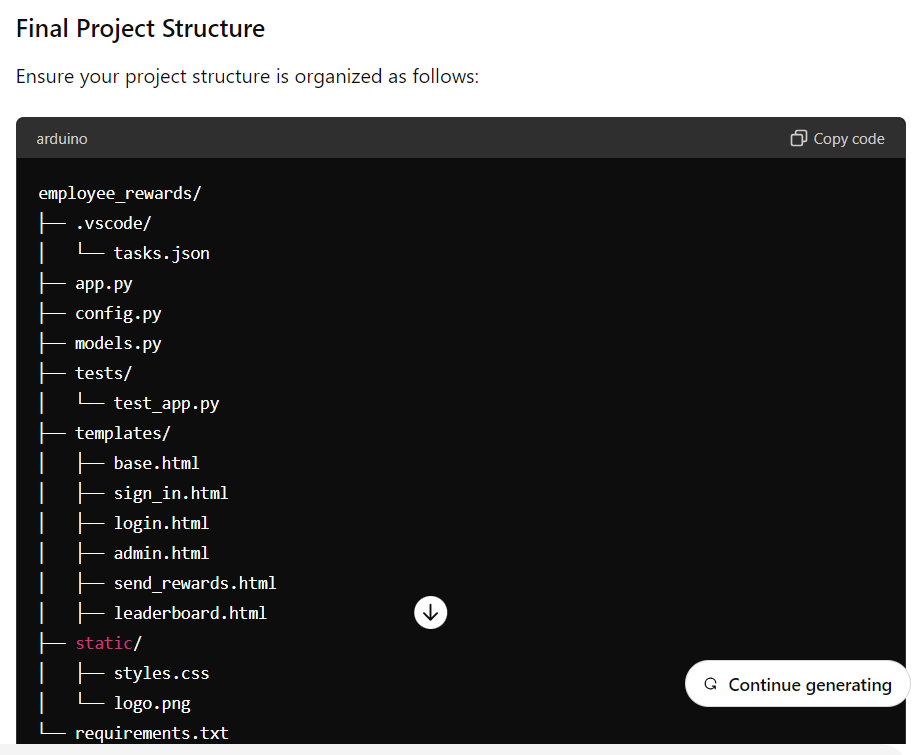 Final Project Structure
Ensure your project structure is organized as follows:
arduino Copy code
employee_rewards/
├── .vscode/
│   └── tasks.json
├── app.py
├── config.py
├── models.py
├── tests/
│   └── test_app.py
├── templates/
│   ├── base.html
│   ├── sign_in.html
│   ├── login.html
│   ├── admin.html
│   ├── send_rewards.html
│   ├── leaderboard.html
├── static/
│   ├── styles.css
│   └── logo.png
Continue generating
└── requirements.txt